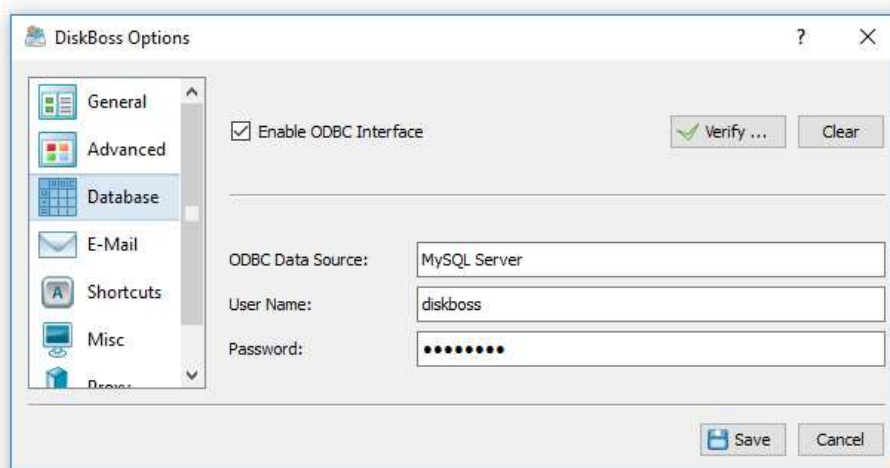 DiskBoss Options
?
General
Advanced
Database
E-Mail
Shortcuts
Misc
Proxy
Enable ODBC Interface
Verify ...
Clear
ODBC Data Source:
MySQL Server
User Name:
diskboss
Password:
••••••••
Save
Cancel